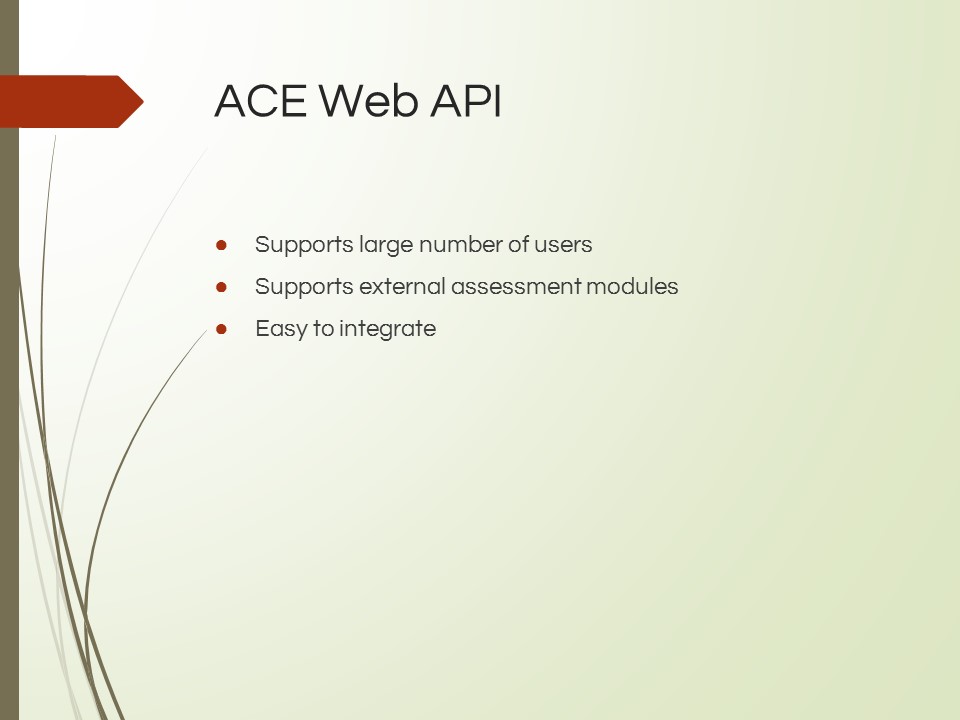 ACE Web API
● Supports large number of users
● Supports external assessment modules
● Easy to integrate